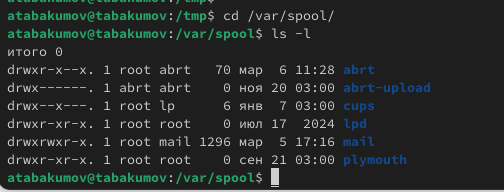 atabakumov@tabakumov:/tmp$
atabakumov@tabakumov:/tmp$ cd /var/spool/
atabakumov@tabakumov:/var/spool$ ls -l
итого 0
drwxr-x--x. 1 root abrt   70 мар  6 11:28 abrt
drwx------. 1 abrt abrt    0 ноя 20 03:00 abrt-upload
drwx--x---. 1 root lp      6 янв  7 03:00 cups
drwxr-xr-x. 1 root root    0 июл 17  2024 lpd
drwxrwxr-x. 1 root mail 1296 мар  5 17:16 mail
drwxr-xr-x. 1 root root    0 сен 21 03:00 plymouth
atabakumov@tabakumov:/var/spool$